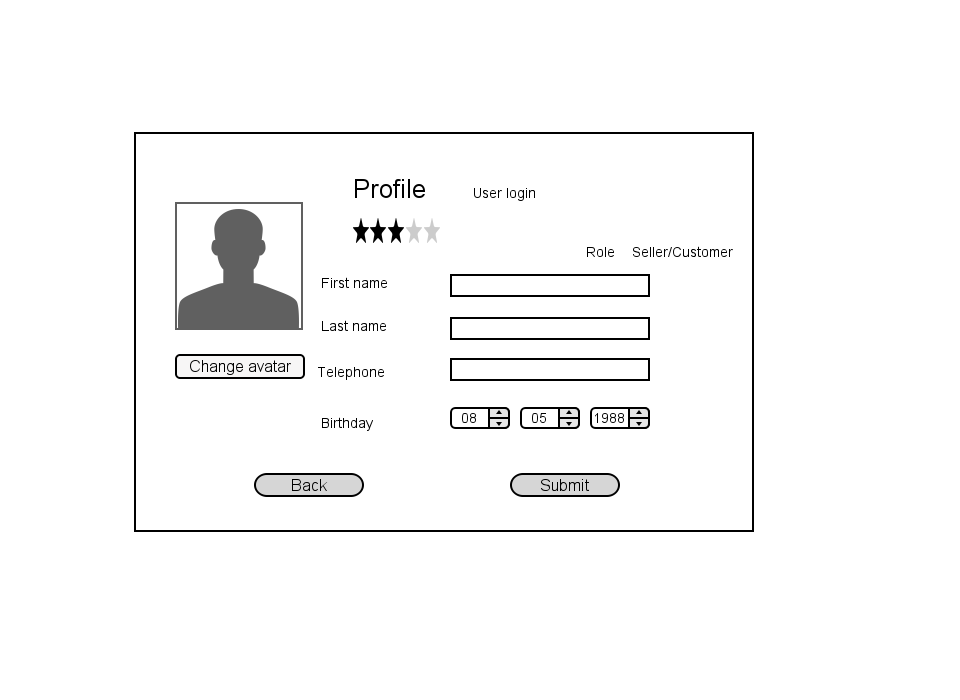 Profile User login
Role Seller/Customer
First name
Last name
Change avatar
Telephone
Birthday 08 05 1988
Back Submit